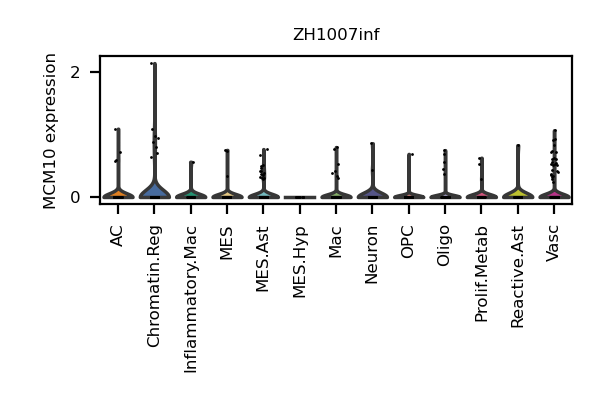 ZH1007inf
MCM10 expression
2
0
AC
Chromatin.Reg
Inflammatory.Mac
MES
MES.Ast
MES.Hyp
Mac
Neuron
OPC
Oligo
Prolif.Metab
Reactive.Ast
Vasc